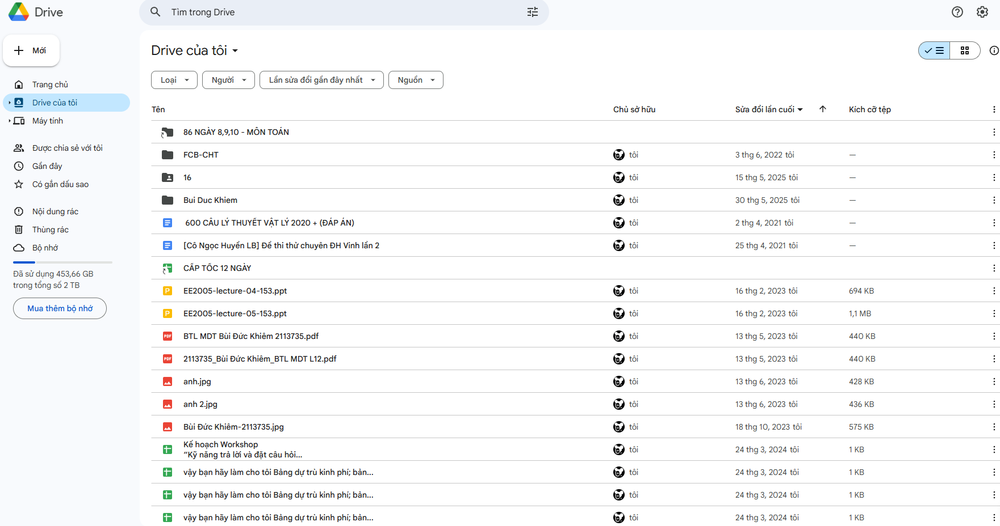 Drive
Tìm trong Drive
Mới
Trang chủ
Drive của tôi
Máy tính
Được chia sẻ với tôi
Gần đây
Có gắn dấu sao
Nội dung rác
Thùng rác
Bộ nhớ
Đã sử dụng 453,66 GB
trong tổng số 2 TB
Mua thêm bộ nhớ
Drive của tôi
Loại Người Lần sửa đổi gần đây nhất Nguồn
Tên Chủ sở hữu Sửa đổi lần cuối Kích cỡ tệp
86 NGÀY 8,9,10 - MÔN TOÁN
FCB-CHT tôi 3 thg 6, 2022 tôi —
16 tôi 15 thg 5, 2025 tôi —
Bui Duc Khiem tôi 30 thg 5, 2025 tôi —
600 CÂU LÝ THUYẾT VẬT LÝ 2020 + (ĐÁP ÁN) tôi 2 thg 4, 2021 tôi —
[Cô Ngọc Huyền LB] Đề thi thử chuyên ĐH Vinh lần 2 tôi 25 thg 4, 2021 tôi —
CẤP TỐC 12 NGÀY
P EE2005-lecture-04-153.ppt tôi 16 thg 2, 2023 tôi 694 KB
P EE2005-lecture-05-153.ppt tôi 16 thg 2, 2023 tôi 1,1 MB
PDF BTL MDT Bùi Đức Khiêm 2113735.pdf tôi 13 thg 5, 2023 tôi 440 KB
PDF 2113735_Bùi Đức Khiêm_BTL MDT L12.pdf tôi 13 thg 5, 2023 tôi 440 KB
anh.jpg tôi 13 thg 6, 2023 tôi 428 KB
anh 2.jpg tôi 13 thg 6, 2023 tôi 436 KB
Bùi Đức Khiêm-2113735.jpg tôi 18 thg 10, 2023 tôi 575 KB
Kế hoạch Workshop
“Kỹ năng trả lời và đặt câu hỏi... tôi 24 thg 3, 2024 tôi 1 KB
vậy bạn hãy làm cho tôi Bảng dự trù kinh phí; bản... tôi 24 thg 3, 2024 tôi 1 KB
vậy bạn hãy làm cho tôi Bảng dự trù kinh phí; bản... tôi 24 thg 3, 2024 tôi 1 KB
vậy bạn hãy làm cho tôi Bảng dự trù kinh phí; bản... tôi 24 thg 3, 2024 tôi 1 KB